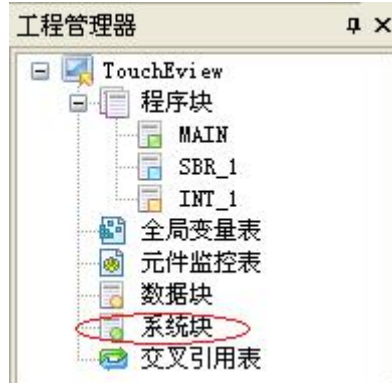 工程管理器
TouchEview
程序块
MAIN
SBR_1
INT_1
全局变量表
元件监控表
数据块
系统块
交叉引用表